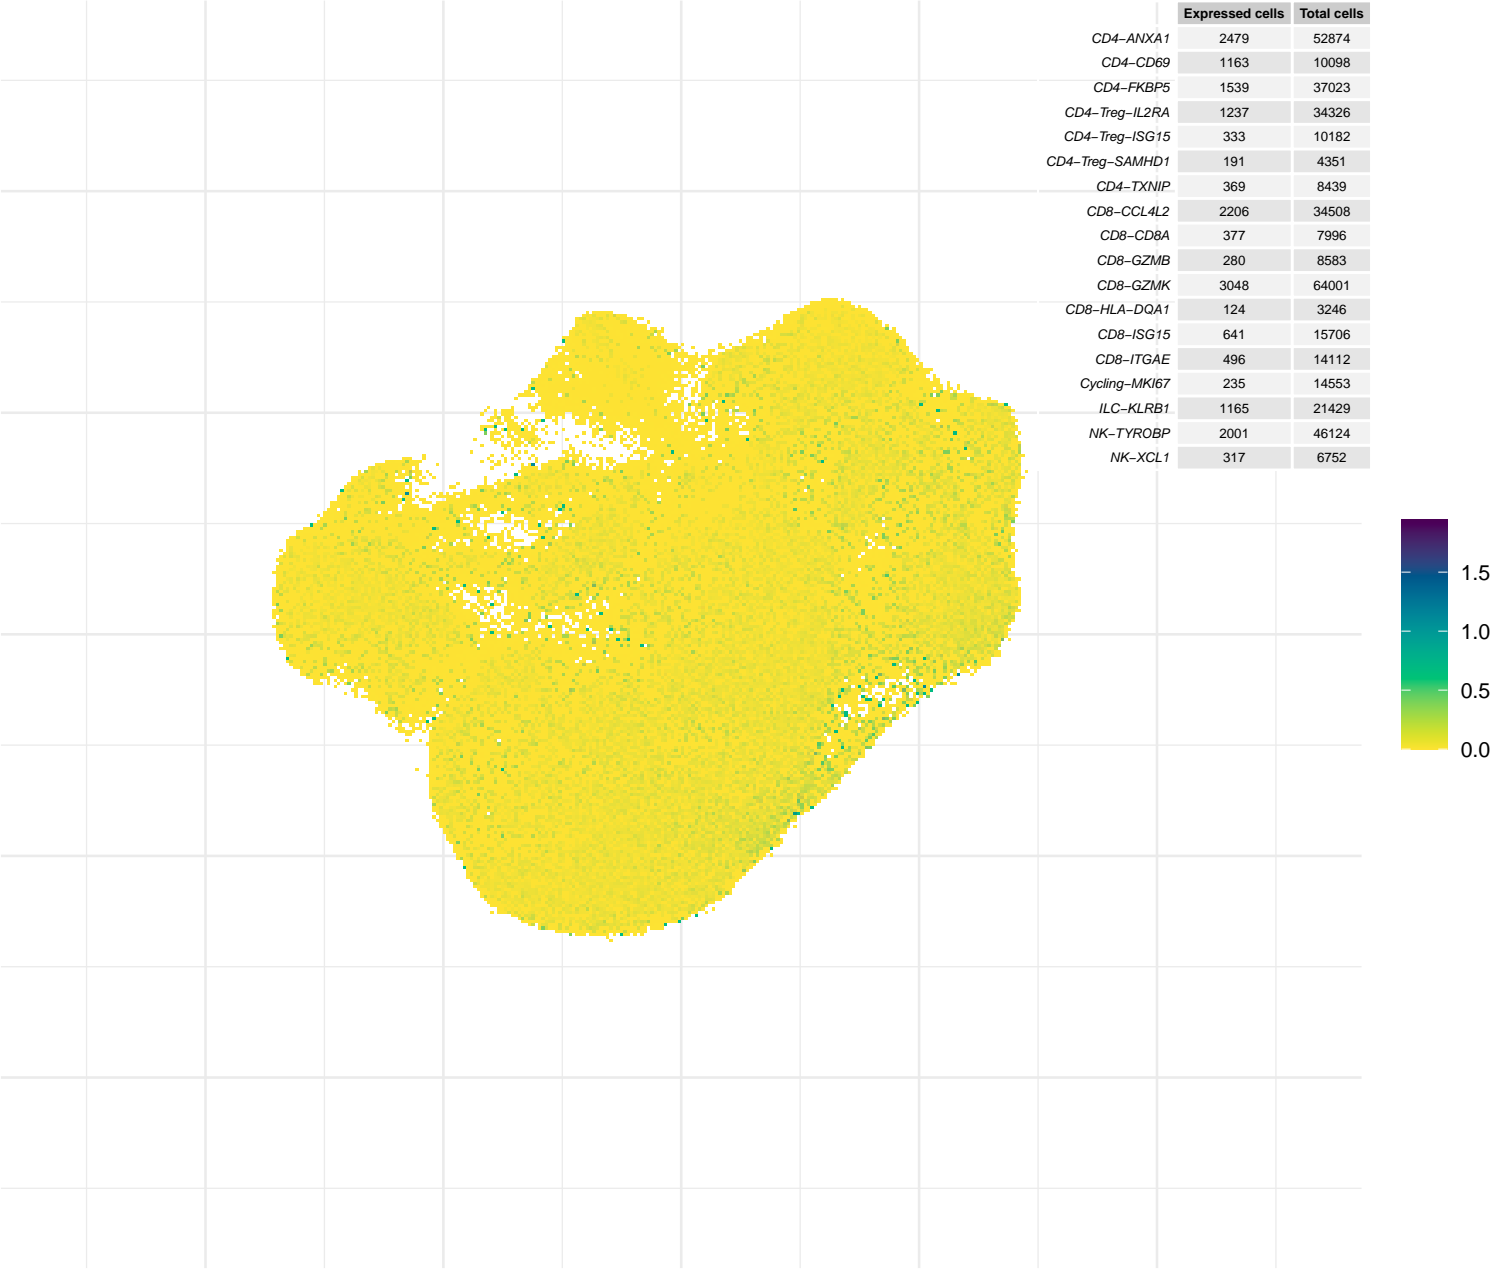 Expressed cells Total cells
CD4−ANXA1 2479 52874
CD4−CD69 1163 10098
CD4−FKBP5 1539 37023
CD4−Treg−IL2RA 1237 34326
CD4−Treg−ISG15 333 10182
CD4−Treg−SAMHD1 191 4351
CD4−TXNIP 369 8439
CD8−CCL4L2 2206 34508
CD8−CD8A 377 7996
CD8−GZMB 280 8583
CD8−GZMK 3048 64001
CD8−HLA−DQA1 124 3246
CD8−ISG15 641 15706
CD8−ITGAE 496 14112
Cycling−MKI67 235 14553
ILC−KLRB1 1165 21429
NK−TYROBP 2001 46124
NK−XCL1 317 6752
1.5
1.0
0.5
0.0